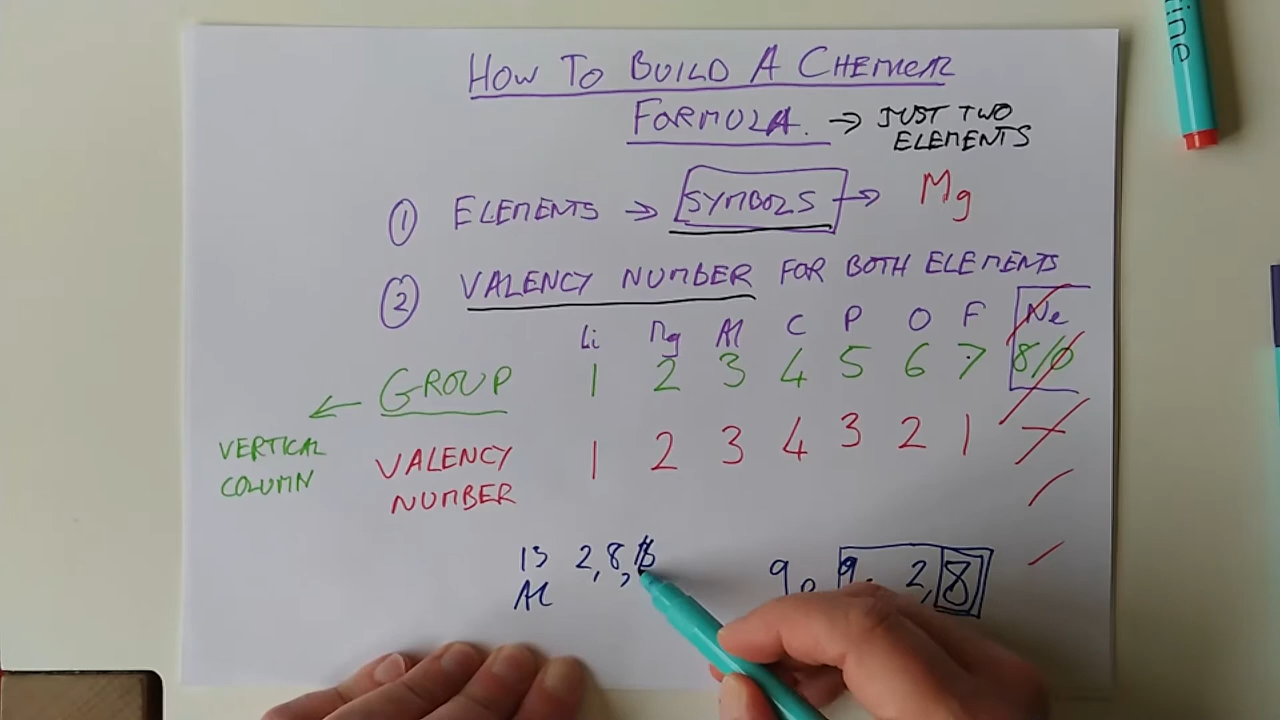 HOW TO BUILD A CHEMICAL
FORMULA. → JUST TWO
ELEMENTS
① ELEMENTS → SYMBOLS → Mg
② VALENCY NUMBER FOR BOTH ELEMENTS
Li Mg Al C P O F Ne
GROUP 1 2 3 4 5 6 7 8/0
← VERTICAL
COLUMN
VALENCY
NUMBER 1 2 3 4 3 2 1
13 2,8, 9 9. 2,8
Al